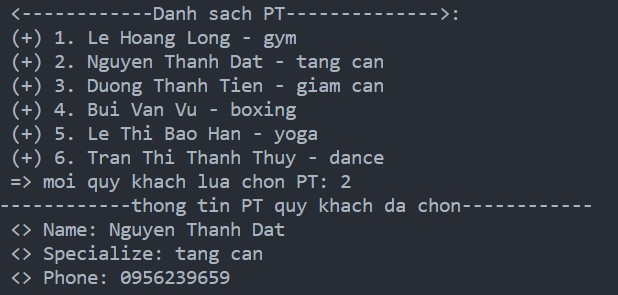 <------------Danh sach PT-------------->:
(+) 1. Le Hoang Long - gym
(+) 2. Nguyen Thanh Dat - tang can
(+) 3. Duong Thanh Tien - giam can
(+) 4. Bui Van Vu - boxing
(+) 5. Le Thi Bao Han - yoga
(+) 6. Tran Thi Thanh Thuy - dance
=> moi quy khach lua chon PT: 2
------------thong tin PT quy khach da chon------------
<> Name: Nguyen Thanh Dat
<> Specialize: tang can
<> Phone: 0956239659